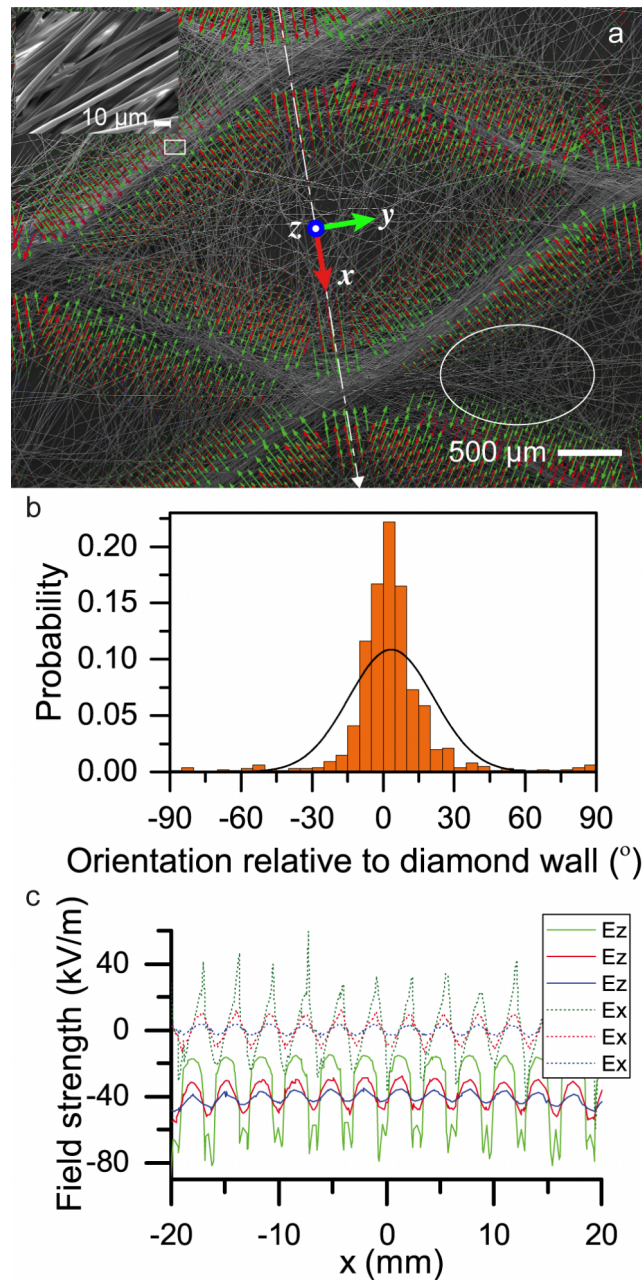 a
10 μm
z
y
x
500 μm
b
0.20
0.15
0.10
0.05
0.00
Probability
-90 -60 -30 0 30 60 90
Orientation relative to diamond wall (°)
c
Field strength (kV/m)
40
0
-40
-80
Ez
Ez
Ez
Ex
Ex
Ex
-20 -10 0 10 20
x (mm)